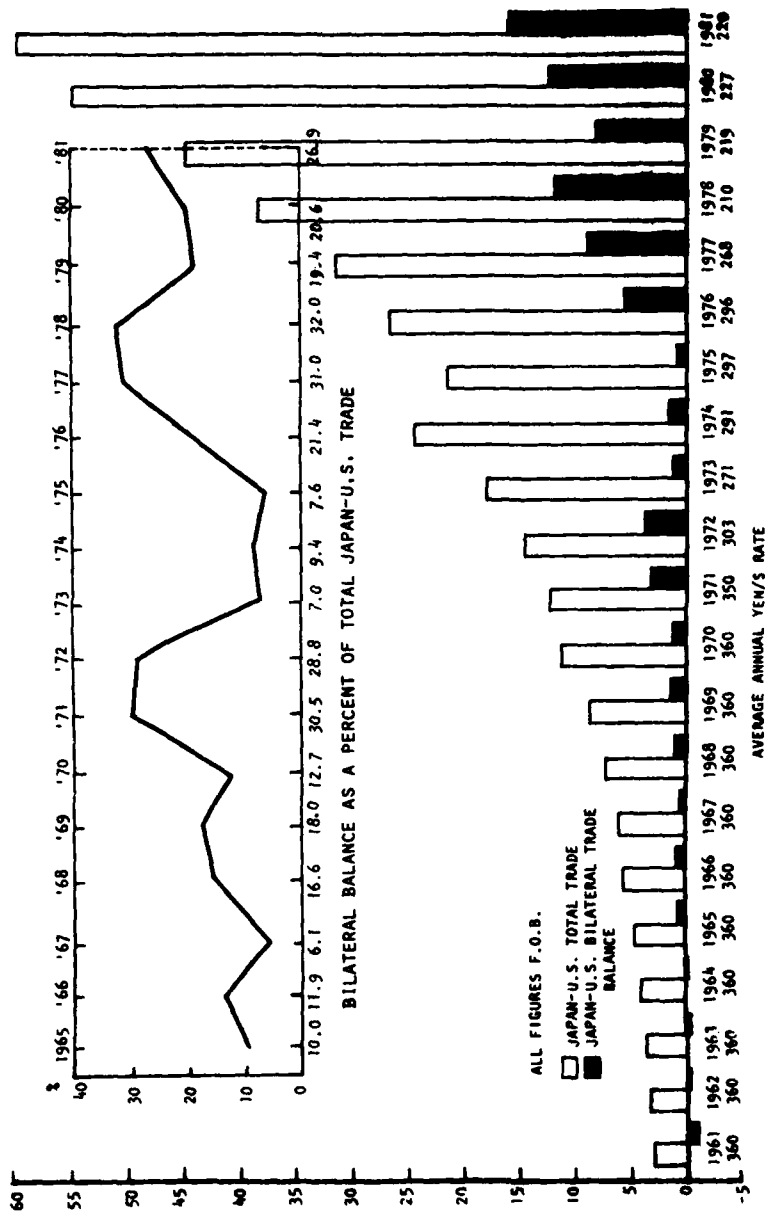 %
1965 '66 '67 '68 '69 '70 '71 '72 '73 '74 '75 '76 '77 '78 '79 '80 '81
40
30
20
10
0
10.0 11.9 6.1 16.6 18.0 12.7 30.5 28.8 7.0 9.4 7.6 21.4 31.0 32.0 19.4 20.6 26.9
BILATERAL BALANCE AS A PERCENT OF TOTAL JAPAN-U.S. TRADE
60
55
50
45
45
40
35
30
25
20
15
10
5
0
-5
ALL FIGURES F.O.B.
JAPAN-U.S. TOTAL TRADE
JAPAN-U.S. BILATERAL TRADE
BALANCE
1961 1962 1963 1964 1965 1966 1967 1968 1969 1970 1971 1972 1973 1974 1975 1976 1977 1978 1979 1980 1981
360 360 360 360 360 360 360 360 360 360 350 303 271 291 297 296 268 210 219 227 220
AVERAGE ANNUAL YEN/$ RATE